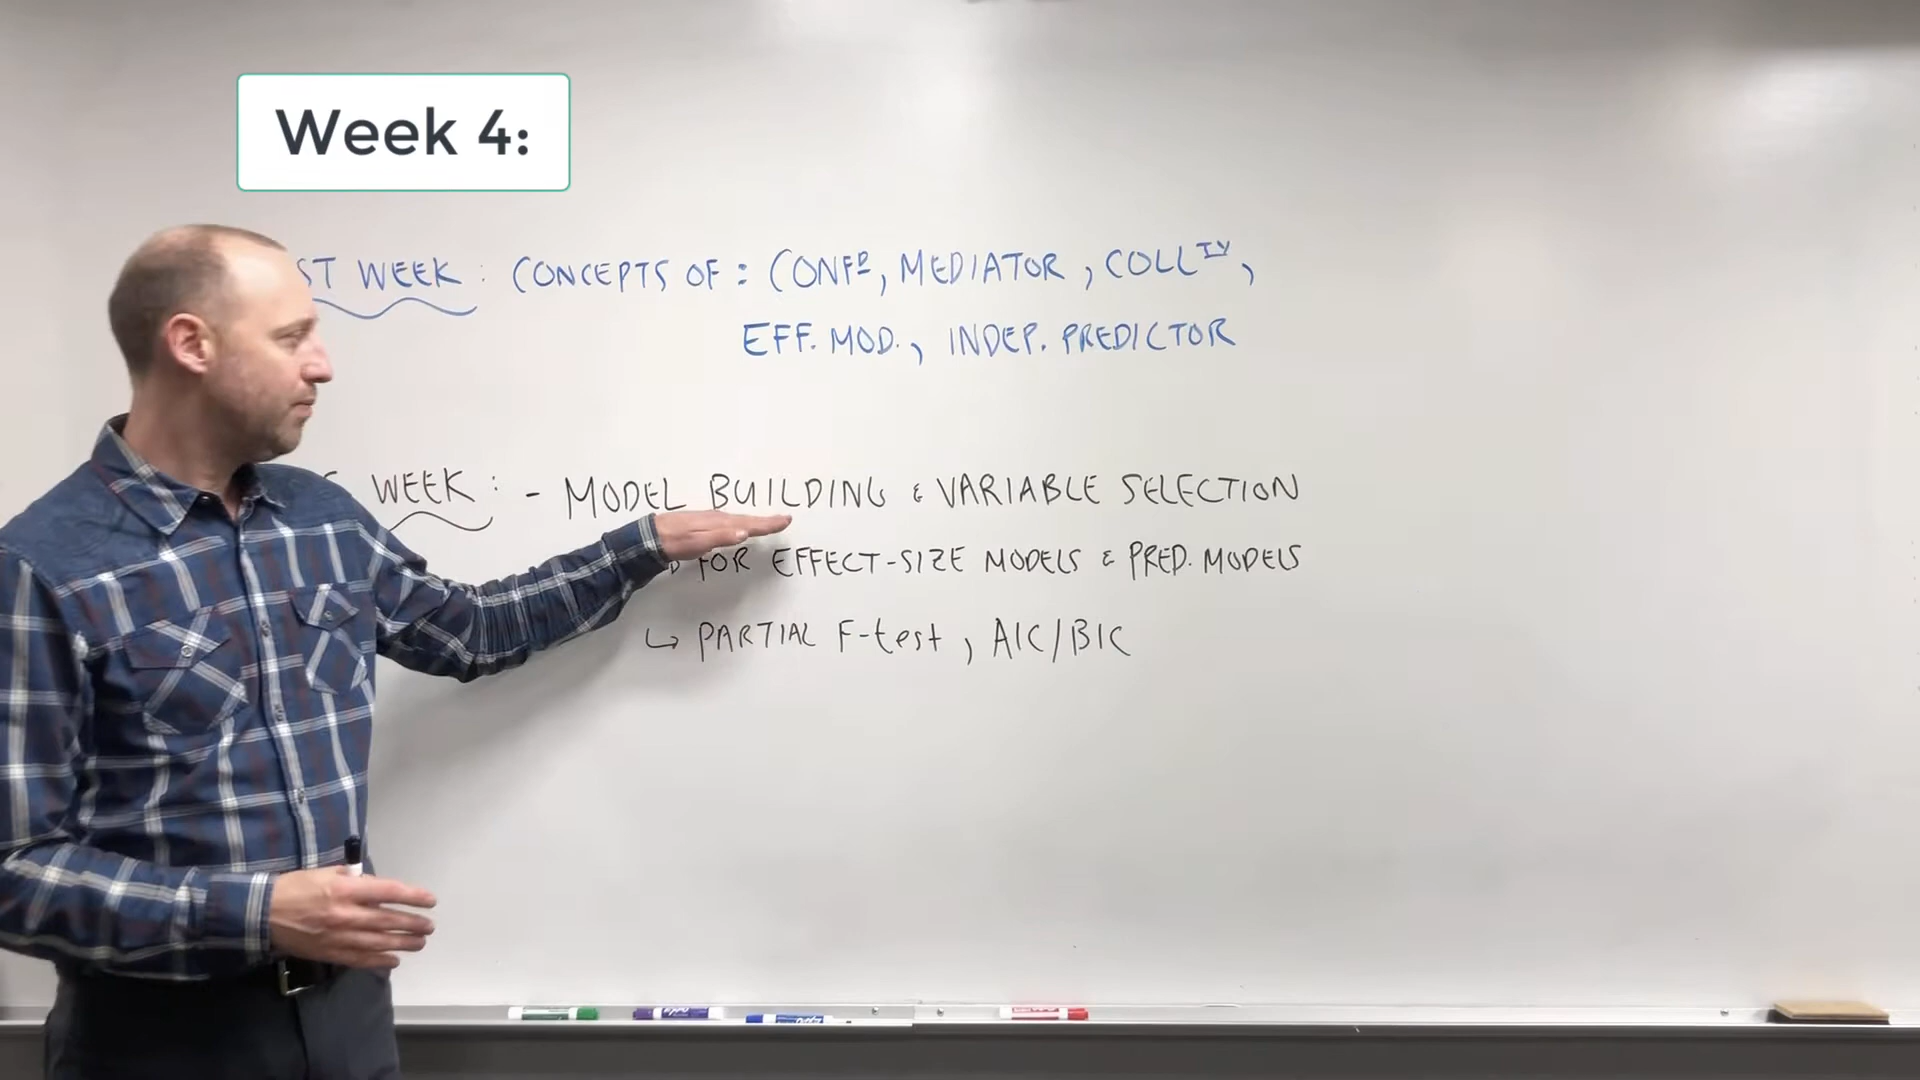 Week 4:
ST WEEK : CONCEPTS OF : CONFᴰ, MEDIATOR, COLLᵀʸ,
EFF. MOD., INDEP. PREDICTOR
S WEEK : - MODEL BUILDING & VARIABLE SELECTION
FOR EFFECT-SIZE MODELS & PRED. MODELS
↳ PARTIAL F-test, AIC/BIC